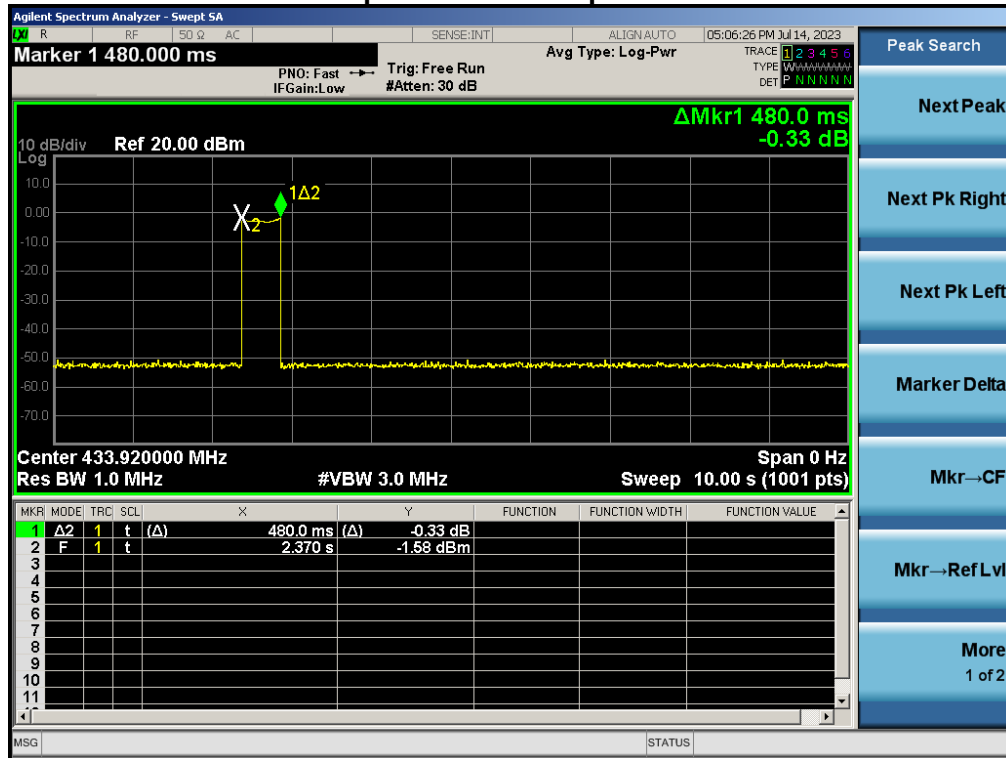 Agilent Spectrum Analyzer - Swept SA
LXI R RF 50 Ω AC SENSE:INT ALIGN AUTO 05:06:26 PM Jul 14, 2023
Marker 1 480.000 ms
PNO: Fast
IFGain:Low
Trig: Free Run
#Atten: 30 dB
Avg Type: Log-Pwr
TRACE 1 2 3 4 5 6
TYPE WWWWWW
DET P N N N N N
ΔMkr1 480.0 ms
-0.33 dB
10 dB/div Ref 20.00 dBm
Log
10.0
0.00
-10.0
-20.0
-30.0
-40.0
-50.0
-60.0
-70.0
X2
1Δ2
Center 433.920000 MHz Span 0 Hz
Res BW 1.0 MHz #VBW 3.0 MHz Sweep 10.00 s (1001 pts)
MKR MODE TRC SCL X Y FUNCTION FUNCTION WIDTH FUNCTION VALUE
1 Δ2 1 t (Δ) 480.0 ms (Δ) -0.33 dB
2 F 1 t 2.370 s -1.58 dBm
3
4
5
6
7
8
9
10
11
MSG STATUS
Peak Search
Next Peak
Next Pk Right
Next Pk Left
Marker Delta
Mkr→CF
Mkr→Ref Lvl
More
1 of 2